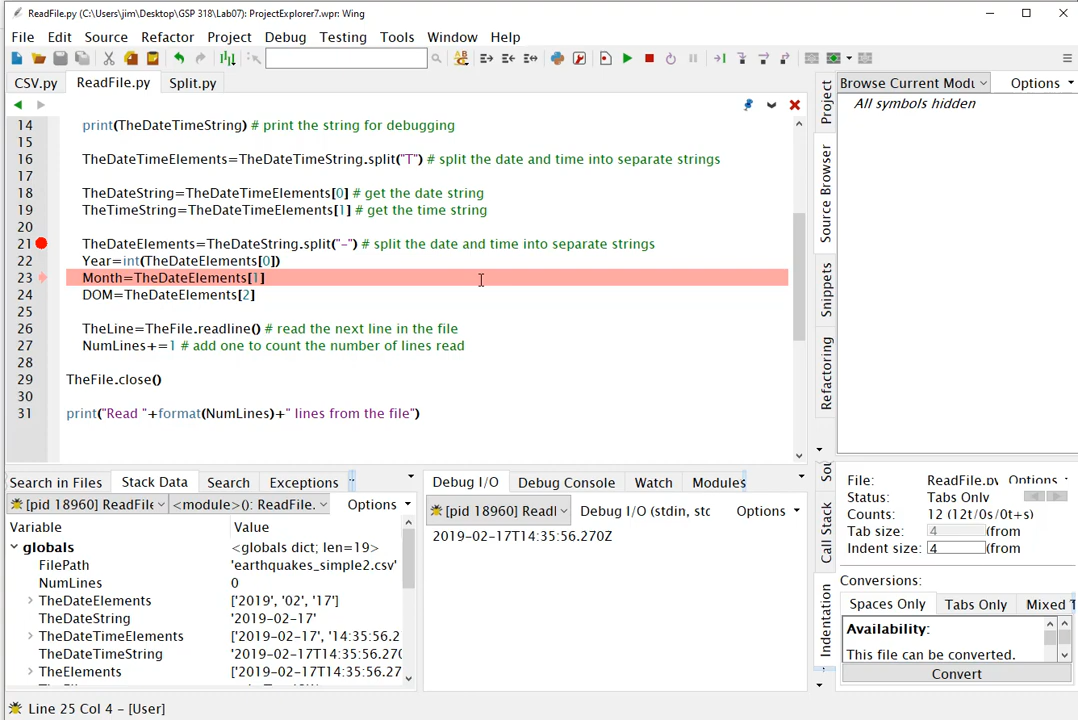 ReadFile.py (C:\Users\jim\Desktop\GSP 318\Lab07): ProjectExplorer7.wpr: Wing
File Edit Source Refactor Project Debug Testing Tools Window Help
CSV.py ReadFile.py Split.py
14 print(TheDateTimeString) # print the string for debugging
15
16 TheDateTimeElements=TheDateTimeString.split("T") # split the date and time into separate strings
17
18 TheDateString=TheDateTimeElements[0] # get the date string
19 TheTimeString=TheDateTimeElements[1] # get the time string
20
21 TheDateElements=TheDateString.split("-") # split the date and time into separate strings
22 Year=int(TheDateElements[0])
23 Month=TheDateElements[1]
24 DOM=TheDateElements[2]
25
26 TheLine=TheFile.readline() # read the next line in the file
27 NumLines+=1 # add one to count the number of lines read
28
29 TheFile.close()
30
31 print("Read "+format(NumLines)+" lines from the file")
Search in Files Stack Data Search Exceptions
[pid 18960] ReadFile <module>(): ReadFile. Options
Variable Value
globals <globals dict; len=19>
FilePath 'earthquakes_simple2.csv'
NumLines 0
TheDateElements ['2019', '02', '17']
TheDateString '2019-02-17'
TheDateTimeElements ['2019-02-17', '14:35:56.2
TheDateTimeString '2019-02-17T14:35:56.270
TheElements ['2019-02-17T14:35:56.27
Debug I/O Debug Console Watch Modules
[pid 18960] Readl Debug I/O (stdin, stc Options
2019-02-17T14:35:56.270Z
Project
Source Browser
Snippets
Refactoring
Browse Current Modu Options
All symbols hidden
Call Stack
Indentation
File: ReadFile.py Options
Status: Tabs Only
Counts: 12 (12t/0s/0t+s)
Tab size: 4 (from
Indent size: 4 (from
Conversions:
Spaces Only Tabs Only Mixed T
Availability:
This file can be converted.
Convert
Line 25 Col 4 - [User]